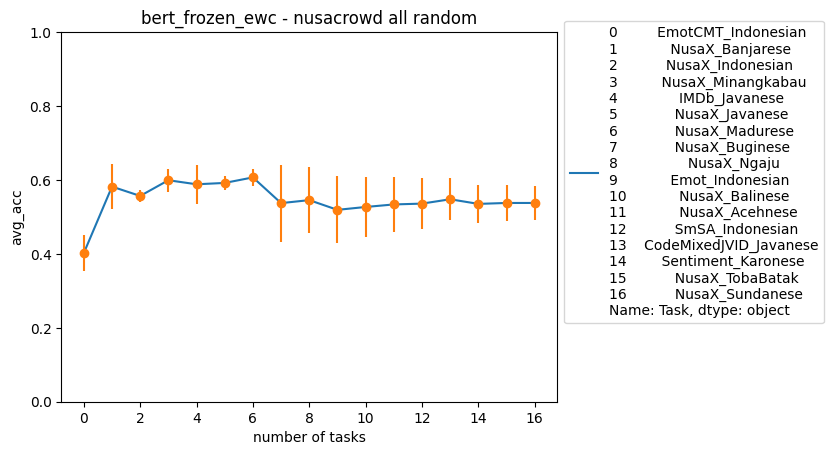 bert_frozen_ewc - nusacrowd all random
1.0
0.8
0.6
0.4
0.2
0.0
avg_acc
0 2 4 6 8 10 12 14 16
number of tasks
0 EmotCMT_Indonesian
1 NusaX_Banjarese
2 NusaX_Indonesian
3 NusaX_Minangkabau
4 IMDb_Javanese
5 NusaX_Javanese
6 NusaX_Madurese
7 NusaX_Buginese
8 NusaX_Ngaju
9 Emot_Indonesian
10 NusaX_Balinese
11 NusaX_Acehnese
12 SmSA_Indonesian
13 CodeMixedJVID_Javanese
14 Sentiment_Karonese
15 NusaX_TobaBatak
16 NusaX_Sundanese
Name: Task, dtype: object